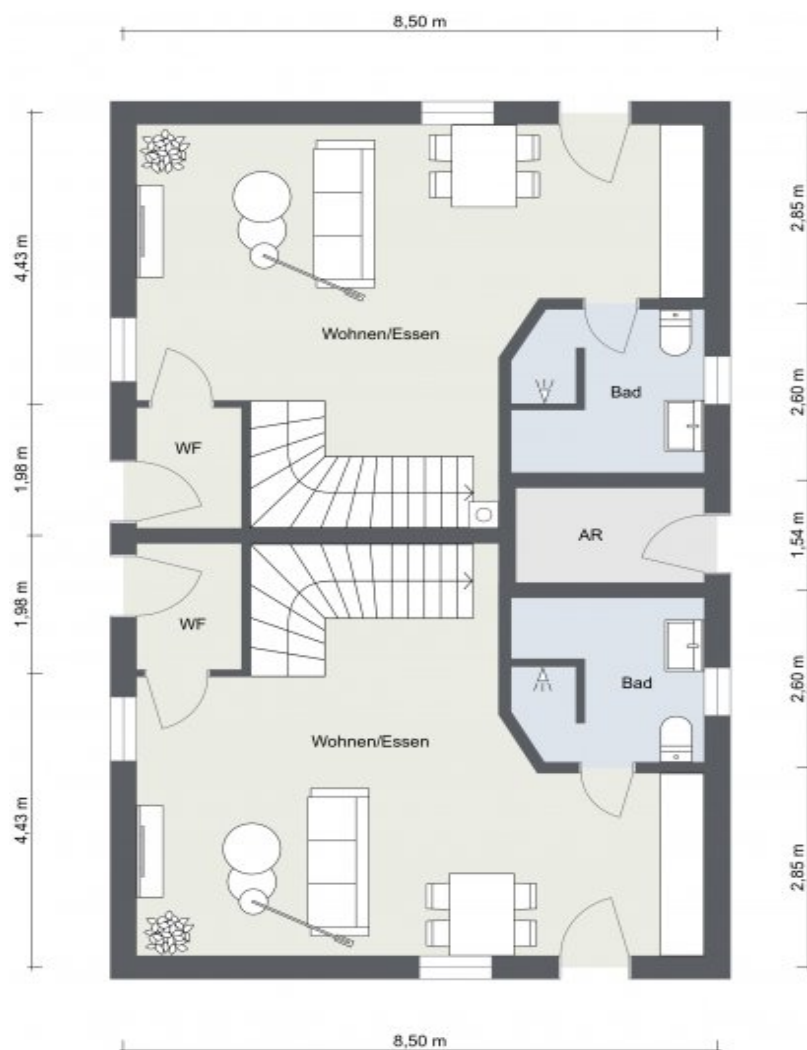 8,50 m
2,85 m
4,43 m
Wohnen/Essen
Bad
2,60 m
WF
1,98 m
AR
1,54 m
WF
1,98 m
Bad
2,60 m
Wohnen/Essen
4,43 m
2,85 m
8,50 m